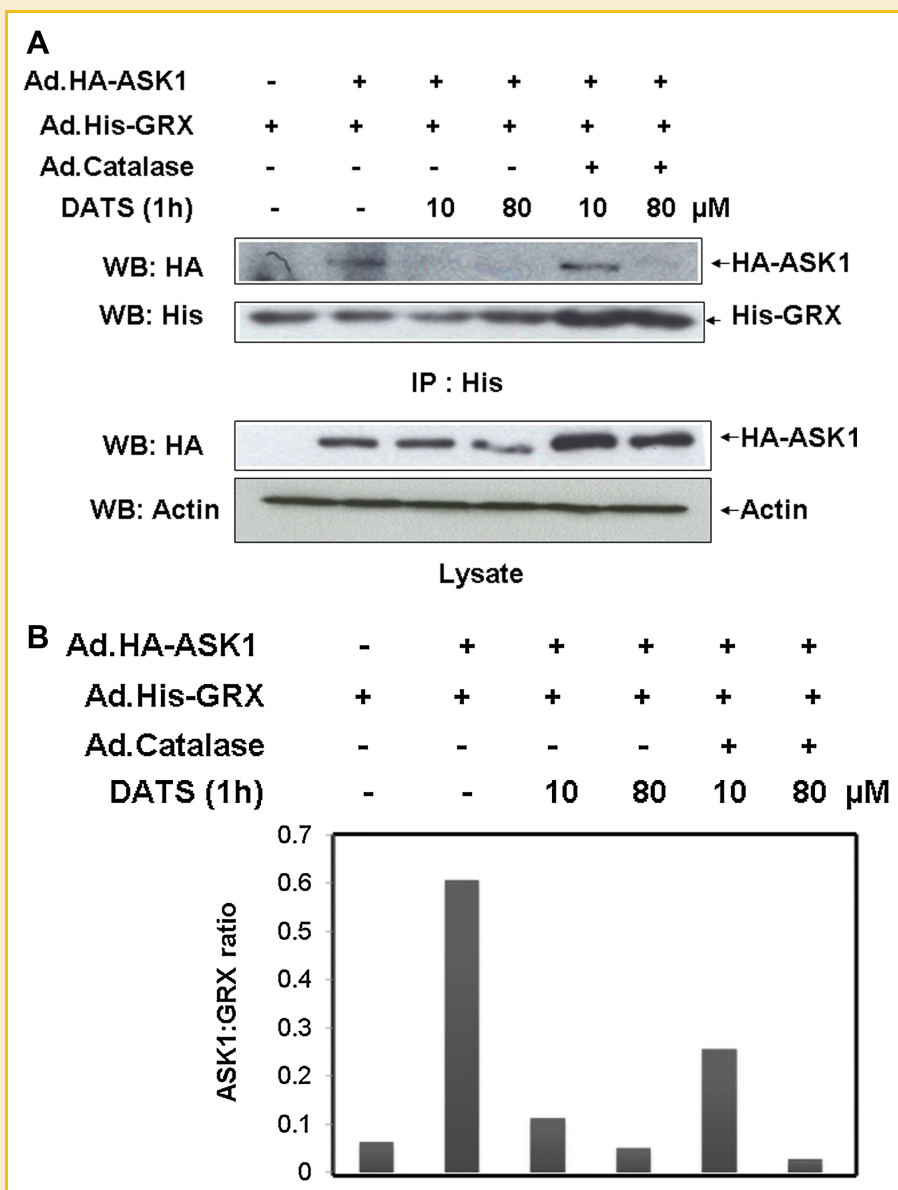 A
Ad.HA-ASK1 - + + + + +
Ad.His-GRX + + + + + +
Ad.Catalase - - - - + +
DATS (1h) - - 10 80 10 80 µM
WB: HA ←HA-ASK1
WB: His ← His-GRX
IP : His
WB: HA ←HA-ASK1
WB: Actin ←Actin
Lysate
B Ad.HA-ASK1 - + + + + +
Ad.His-GRX + + + + + +
Ad.Catalase - - - - + +
DATS (1h) - - 10 80 10 80 µM
ASK1:GRX ratio
0.7
0.6
0.5
0.4
0.3
0.2
0.1
0